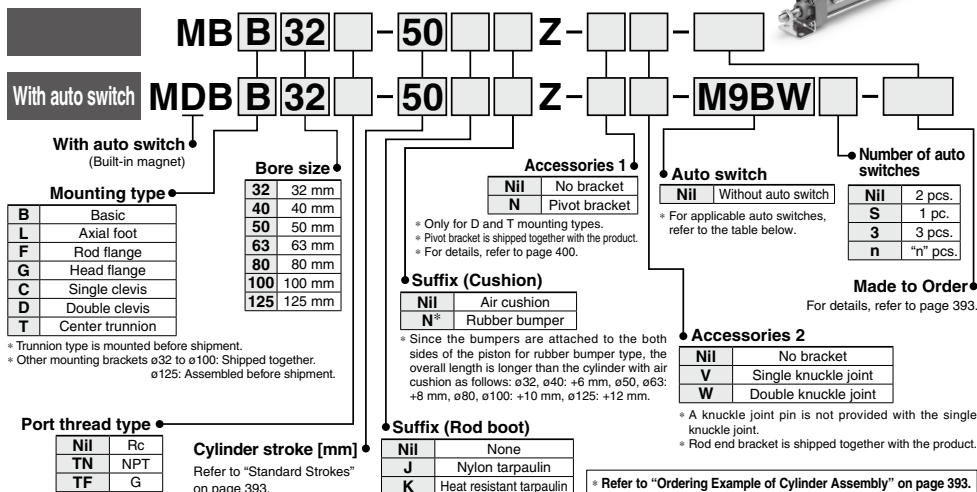 MB B 32 - 50 Z - -
With auto switch MDB B 32 - 50 Z - - M9BW -
With auto switch
(Built-in magnet)
Mounting type
B Basic
L Axial foot
F Rod flange
G Head flange
C Single clevis
D Double clevis
T Center trunnion
* Trunnion type is mounted before shipment.
* Other mounting brackets ø32 to ø100: Shipped together.
ø125: Assembled before shipment.
Port thread type
Nil Rc
TN NPT
TF G
Bore size
32 32 mm
40 40 mm
50 50 mm
63 63 mm
80 80 mm
100 100 mm
125 125 mm
Cylinder stroke [mm]
Refer to “Standard Strokes”
on page 393.
Accessories 1
Nil No bracket
N Pivot bracket
* Only for D and T mounting types.
* Pivot bracket is shipped together with the product.
* For details, refer to page 400.
Suffix (Cushion)
Nil Air cushion
N* Rubber bumper
* Since the bumpers are attached to the both
sides of the piston for rubber bumper type, the
overall length is longer than the cylinder with air
cushion as follows: ø32, ø40: +6 mm, ø50, ø63:
+8 mm, ø80, ø100: +10 mm, ø125: +12 mm.
Suffix (Rod boot)
Nil None
J Nylon tarpaulin
K Heat resistant tarpaulin
Auto switch
Nil Without auto switch
* For applicable auto switches,
refer to the table below.
Number of auto
switches
Nil 2 pcs.
S 1 pc.
3 3 pcs.
n “n” pcs.
Made to Order
For details, refer to page 393.
Accessories 2
Nil No bracket
V Single knuckle joint
W Double knuckle joint
* A knuckle joint pin is not provided with the single
knuckle joint.
* Rod end bracket is shipped together with the product.
* Refer to “Ordering Example of Cylinder Assembly” on page 393.